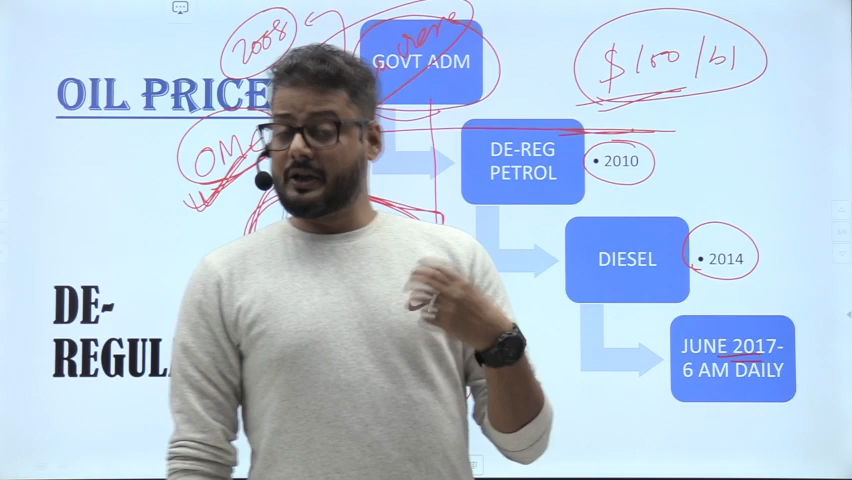 2008
GOVT ADM
$100/bl
OIL PRICE
OMC
DE-REG
PETROL
• 2010
DIESEL
• 2014
DE-
REGUL
JUNE 2017-
6 AM DAILY